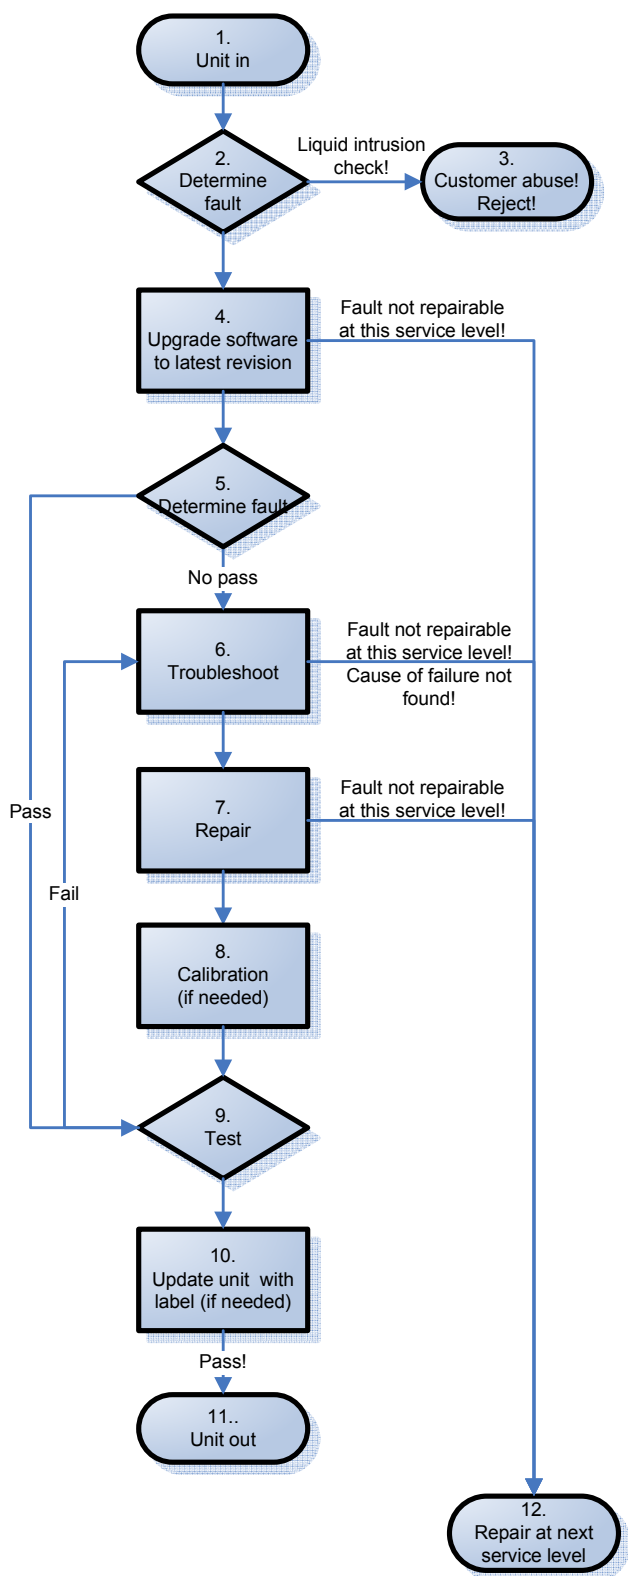 1.
Unit in
2.
Determine
fault
Liquid intrusion
check!
3.
Customer abuse!
Reject!
4.
Upgrade software
to latest revision
Fault not repairable
at this service level!
5.
Determine fault
No pass
6.
Troubleshoot
Fault not repairable
at this service level!
Cause of failure not
found!
7.
Repair
Fault not repairable
at this service level!
Pass
Fail
8.
Calibration
(if needed)
9.
Test
10.
Update unit with
label (if needed)
Pass!
11..
Unit out
12.
Repair at next
service level